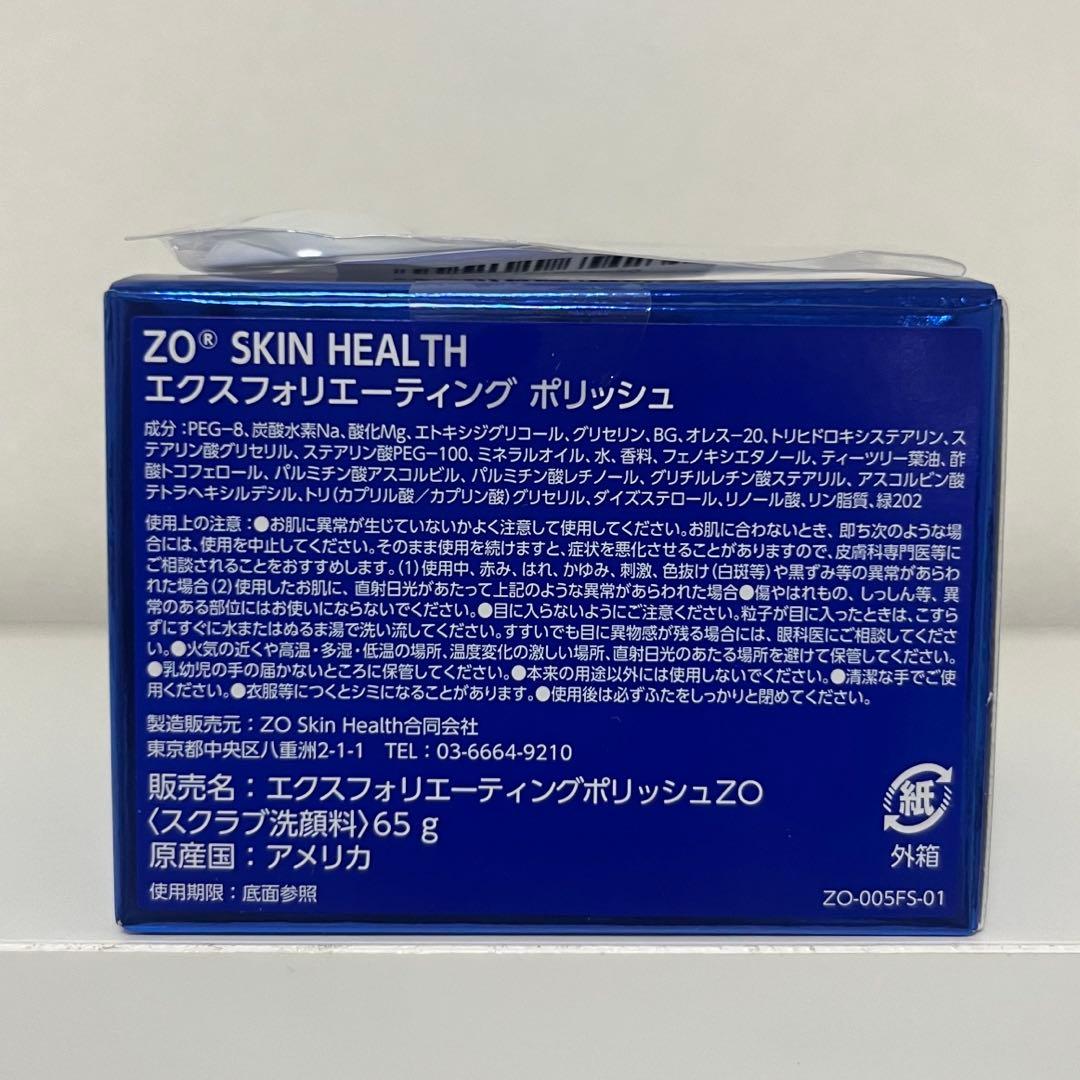 ZO® SKIN HEALTH
エクスフォリエーティング ポリッシュ
成分:PEG-8、炭酸水素Na、酸化Mg、エトキシジグリコール、グリセリン、BG、オレス-20、トリヒドロキシステアリン、ス
テアリン酸グリセリル、ステアリン酸PEG-100、ミネラルオイル、水、香料、フェノキシエタノール、ティーツリー葉油、酢
酸トコフェロール、パルミチン酸アスコルビル、パルミチン酸レチノール、グリチルレチン酸ステアリル、アスコルビン酸
テトラヘキシルデシル、トリ(カプリル酸/カプリン酸)グリセリル、ダイズステロール、リノール酸、リン脂質、緑202
使用上の注意:●お肌に異常が生じていないかよく注意して使用してください。お肌に合わないとき、即ち次のような場
合には、使用を中止してください。そのまま使用を続けますと、症状を悪化させることがありますので、皮膚科専門医等に
ご相談されることをおすすめします。(1)使用中、赤み、はれ、かゆみ、刺激、色抜け(白斑等)や黒ずみ等の異常があらわ
れた場合(2)使用したお肌に、直射日光があたって上記のような異常があらわれた場合●傷やはれもの、しっしん等、異
常のある部位にはお使いにならないでください。●目に入らないようにご注意ください。粒子が目に入ったときは、こすら
ずにすぐに水またはぬるま湯で洗い流してください。すすいでも目に異物感が残る場合には、眼科医にご相談してくださ
い。●火気の近くや高温・多湿・低温の場所、温度変化の激しい場所、直射日光のあたる場所を避けて保管してください。
●乳幼児の手の届かないところに保管してください。●本来の用途以外には使用しないでください。●清潔な手でご使
用ください。●衣服等につくとシミになることがあります。●使用後は必ずふたをしっかりと閉めてください。
製造販売元:ZO Skin Health合同会社
東京都中央区八重洲2-1-1 TEL:03-6664-9210
販売名:エクスフォリエーティングポリッシュZO
〈スクラブ洗顔料〉65 g
原産国:アメリカ
紙
外箱
使用期限:底面参照
ZO-005FS-01